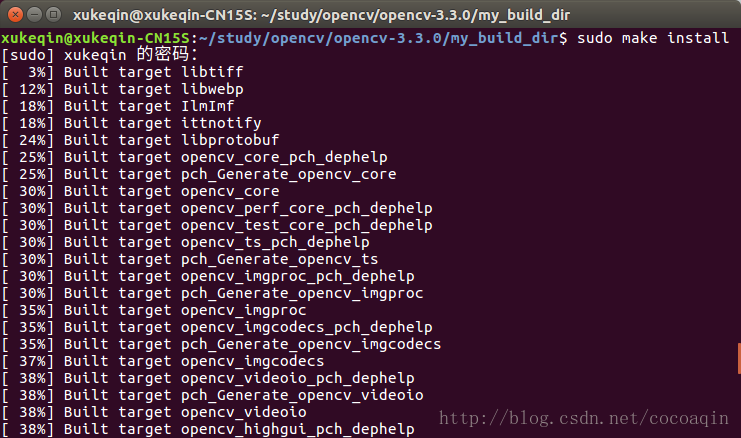 xukeqin@xukeqin-CN15S: ~/study/opencv/opencv-3.3.0/my_build_dir
xukeqin@xukeqin-CN15S:~/study/opencv/opencv-3.3.0/my_build_dir$ sudo make install
[sudo] xukeqin 的密码：
[  3%] Built target libtiff
[ 12%] Built target libwebp
[ 18%] Built target IlmImf
[ 18%] Built target ittnotify
[ 24%] Built target libprotobuf
[ 25%] Built target opencv_core_pch_dephelp
[ 25%] Built target pch_Generate_opencv_core
[ 30%] Built target opencv_core
[ 30%] Built target opencv_perf_core_pch_dephelp
[ 30%] Built target opencv_test_core_pch_dephelp
[ 30%] Built target opencv_ts_pch_dephelp
[ 30%] Built target pch_Generate_opencv_ts
[ 30%] Built target opencv_imgproc_pch_dephelp
[ 30%] Built target pch_Generate_opencv_imgproc
[ 35%] Built target opencv_imgproc
[ 35%] Built target opencv_imgcodecs_pch_dephelp
[ 35%] Built target pch_Generate_opencv_imgcodecs
[ 37%] Built target opencv_imgcodecs
[ 38%] Built target opencv_videoio_pch_dephelp
[ 38%] Built target pch_Generate_opencv_videoio
[ 38%] Built target opencv_videoio
[ 38%] Built target opencv_highgui_pch_dephelp
http://blog.csdn.net/cocoaqin